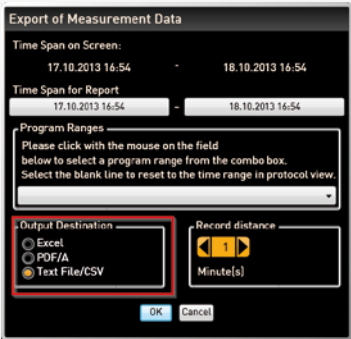 Export of Measurement Data
Time Span on Screen:
17.10.2013 16:54 - 18.10.2013 16:54
Time Span for Report
17.10.2013 16:54 - 18.10.2013 16:54
Program Ranges
Please click with the mouse on the field
below to select a program range from the combo box.
Select the blank line to reset to the time range in protocol view.
Output Destination
Excel
PDF/A
Text File/CSV
Record distance
1
Minute(s)
OK Cancel